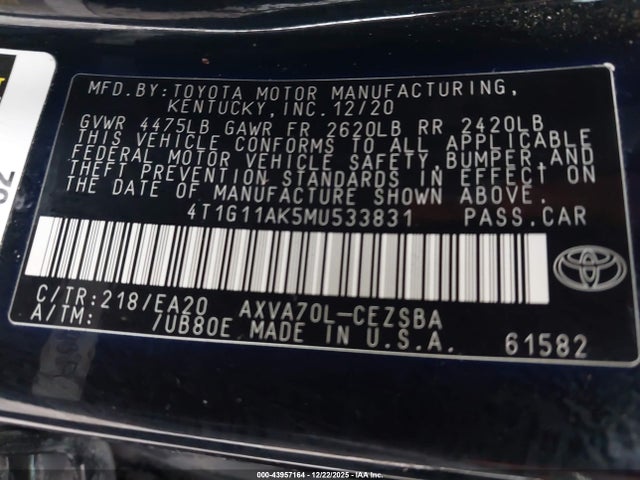 MFD.BY:TOYOTA MOTOR MANUFACTURING,
KENTUCKY,INC.12/20
GVWR 4475LB GAWR FR 2620LB RR 2420LB
THIS VEHICLE CONFORMS TO ALL APPLICABLE
FEDERAL MOTOR VEHICLE SAFETY,BUMPER,AND
THEFT PREVENTION STANDARDS IN EFFECT ON
THE DATE OF MANUFACTURE SHOWN ABOVE.
4T1G11AK5MU533831 PASS.CAR
C/TR:218/EA20 AXVA70L-CEZSBA
A/TM: /UB80E MADE IN U.S.A.
61582
000-43957164 - 12/22/2025 - IAA Corp.